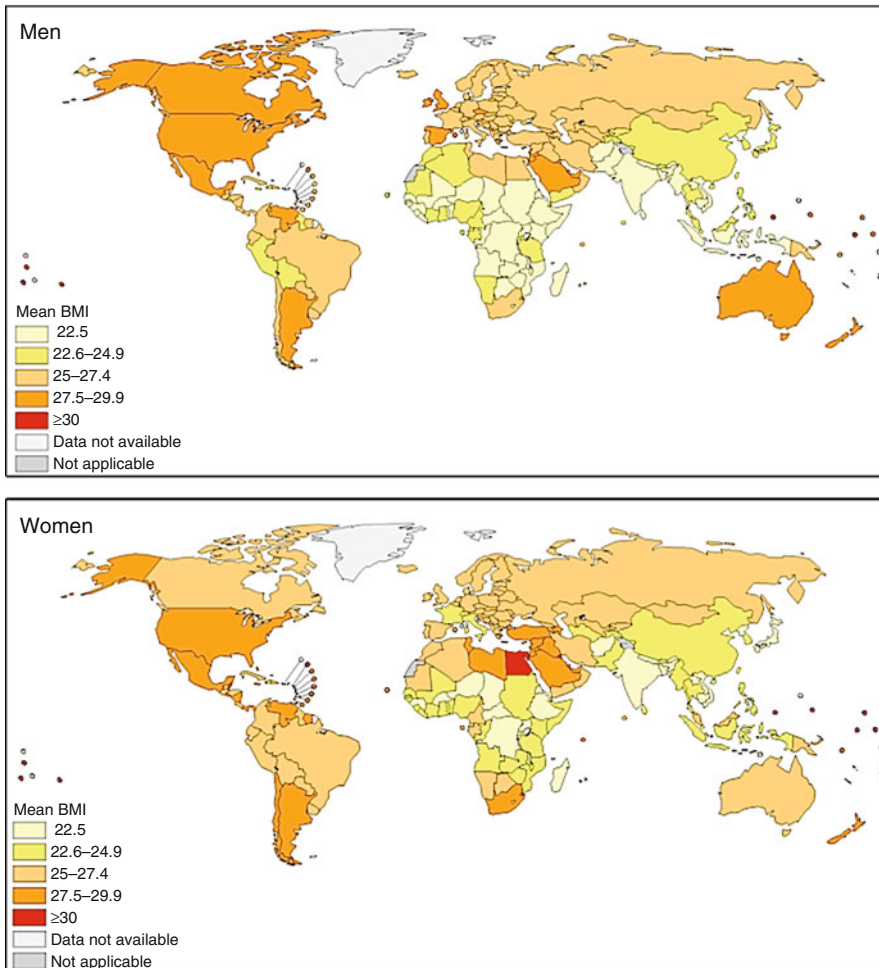 Men
Mean BMI
22.5
22.6–24.9
25–27.4
27.5–29.9
≥30
Data not available
Not applicable
Women
Mean BMI
22.5
22.6–24.9
25–27.4
27.5–29.9
≥30
Data not available
Not applicable